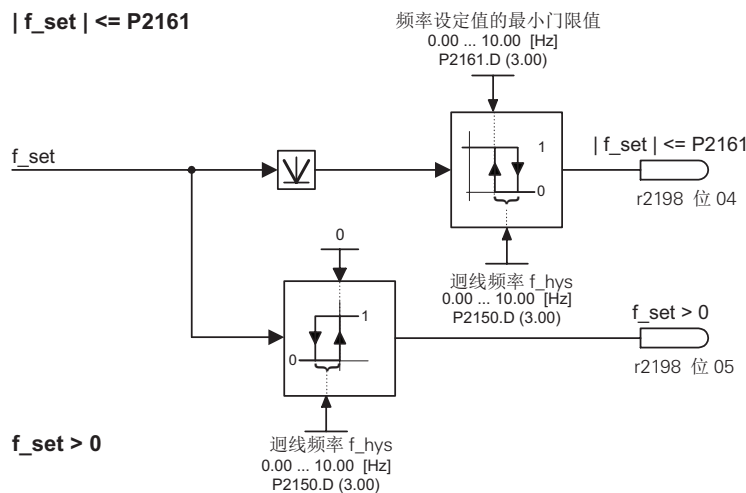 | f_set | <= P2161
频率设定值的最小门限值
0.00 ... 10.00 [Hz]
P2161.D (3.00)
f_set
1
0
| f_set | <= P2161
r2198 位 04
迥线频率 f_hys
0.00 ... 10.00 [Hz]
P2150.D (3.00)
0
1
0
f_set > 0
r2198 位 05
f_set > 0
迥线频率 f_hys
0.00 ... 10.00 [Hz]
P2150.D (3.00)